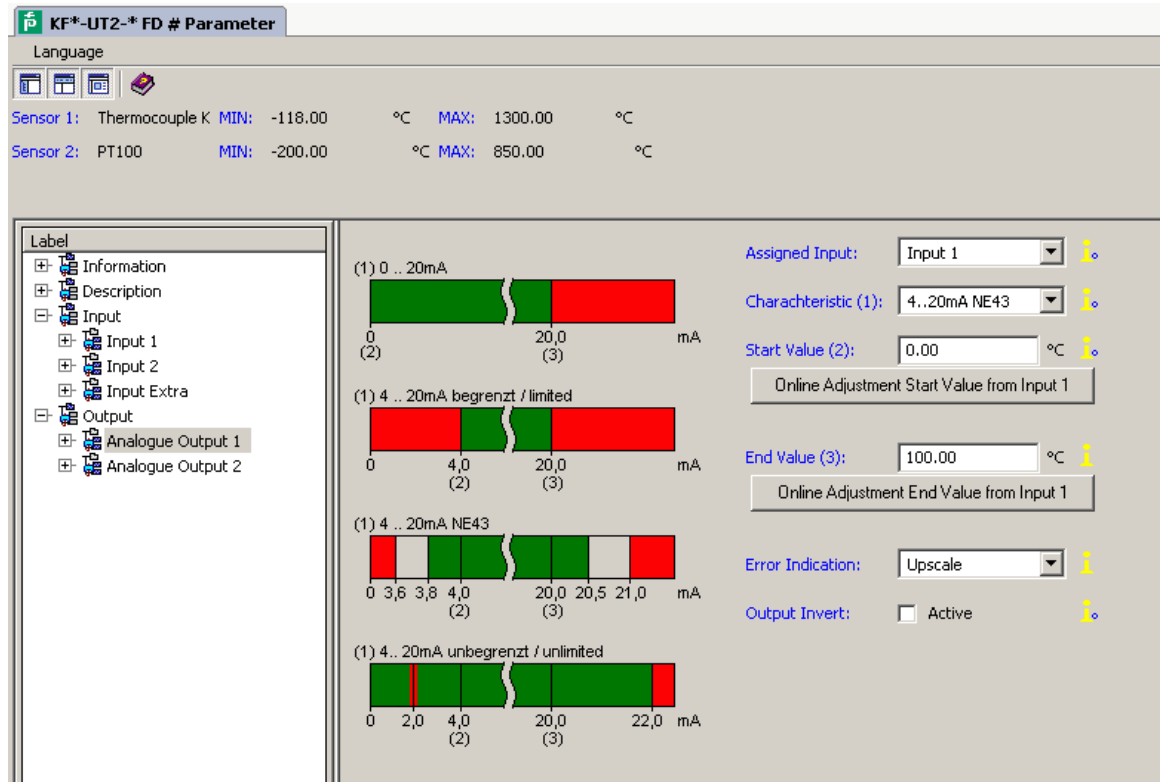 KF*-UT2-* FD # Parameter
Language
Sensor 1: Thermocouple K MIN: -118.00 °C MAX: 1300.00 °C
Sensor 2: PT100 MIN: -200.00 °C MAX: 850.00 °C
Label
Information
Description
Input
Input 1
Input 2
Input Extra
Output
Analogue Output 1
Analogue Output 2
(1) 0 .. 20mA
0 20,0 mA
(2) (3)
(1) 4 .. 20mA begrenzt / limited
0 4,0 20,0 mA
(2) (3)
(1) 4 .. 20mA NE43
0 3,6 3,8 4,0 20,0 20,5 21,0 mA
(2) (3)
(1) 4.. 20mA unbegrenzt / unlimited
0 2,0 4,0 20,0 22,0 mA
(2) (3)
Assigned Input: Input 1
Charachteristic (1): 4..20mA NE43
Start Value (2): 0.00 °C
Online Adjustment Start Value from Input 1
End Value (3): 100.00 °C
Online Adjustment End Value from Input 1
Error Indication: Upscale
Output Invert: Active